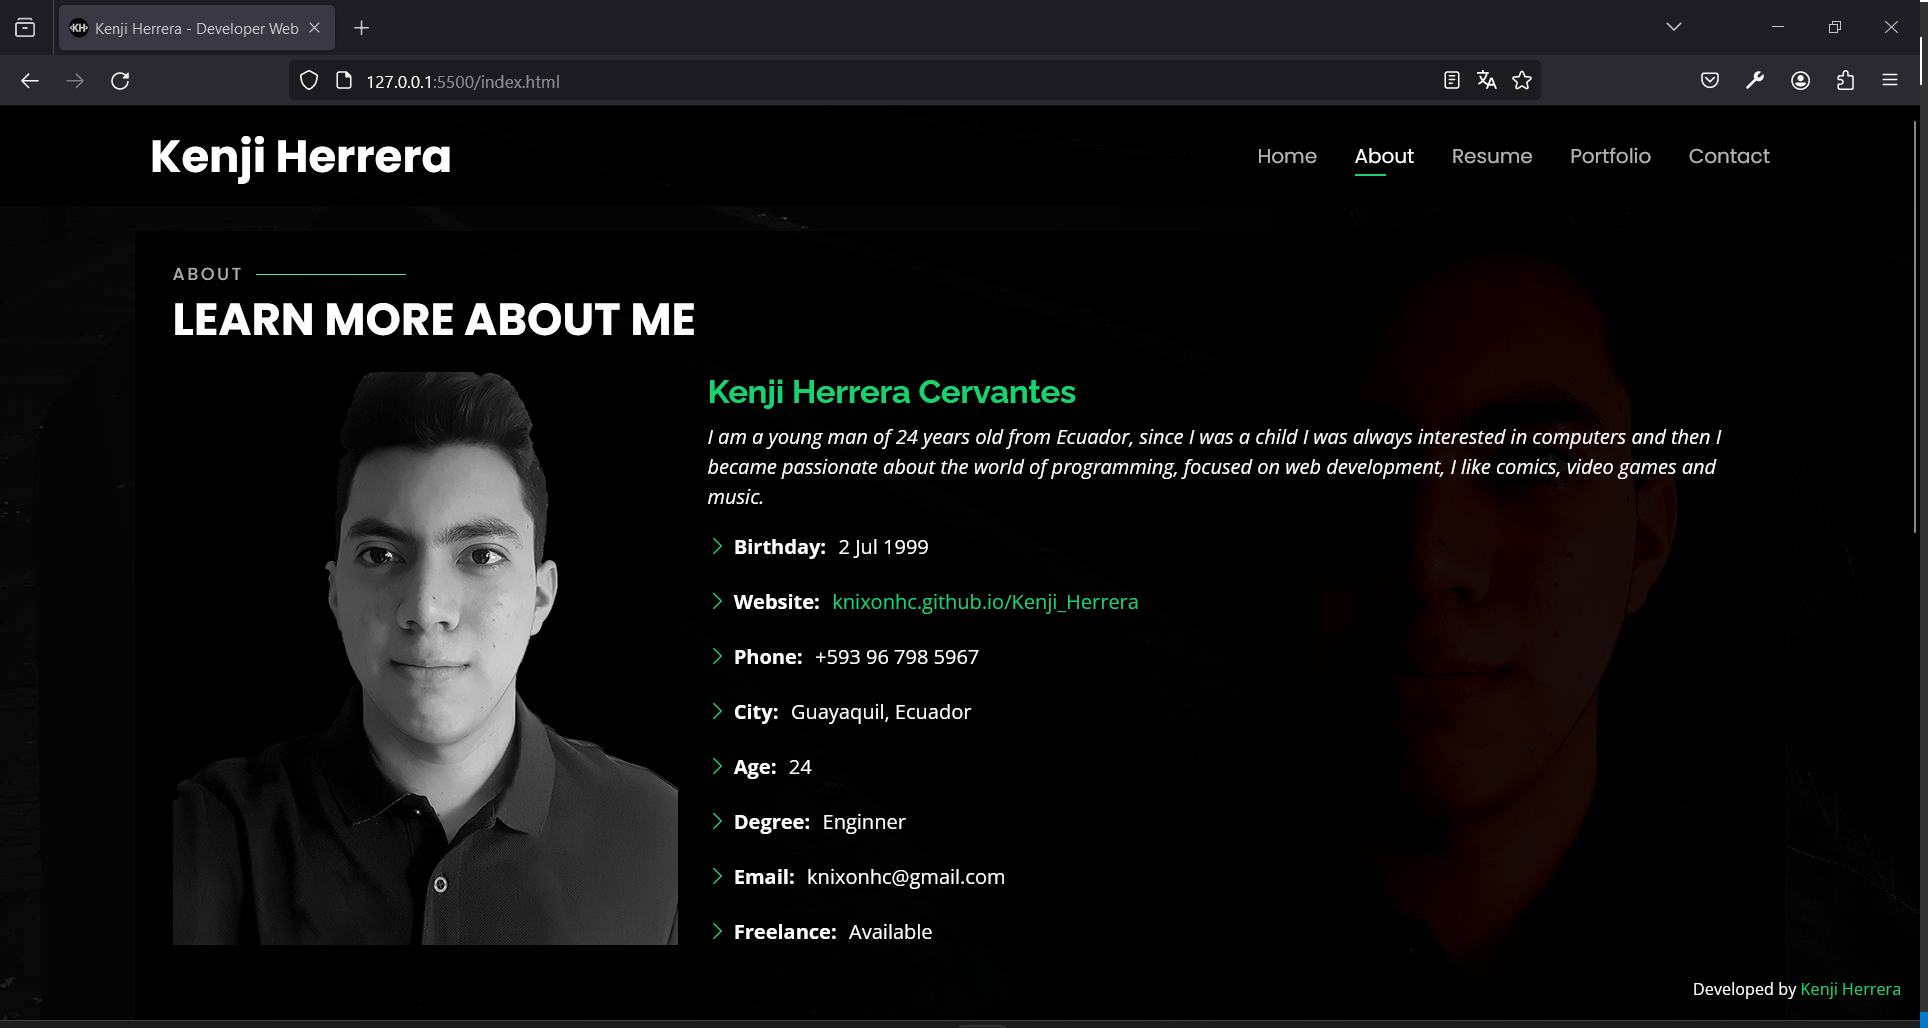 KH
Kenji Herrera - Developer Web
127.0.0.1:5500/index.html
Kenji Herrera
Home About Resume Portfolio Contact
ABOUT
LEARN MORE ABOUT ME
Kenji Herrera Cervantes
I am a young man of 24 years old from Ecuador, since I was a child I was always interested in computers and then I
became passionate about the world of programming, focused on web development, I like comics, video games and
music.
Birthday: 2 Jul 1999
Website: knixonhc.github.io/Kenji_Herrera
Phone: +593 96 798 5967
City: Guayaquil, Ecuador
Age: 24
Degree: Enginner
Email: knixonhc@gmail.com
Freelance: Available
Developed by Kenji Herrera